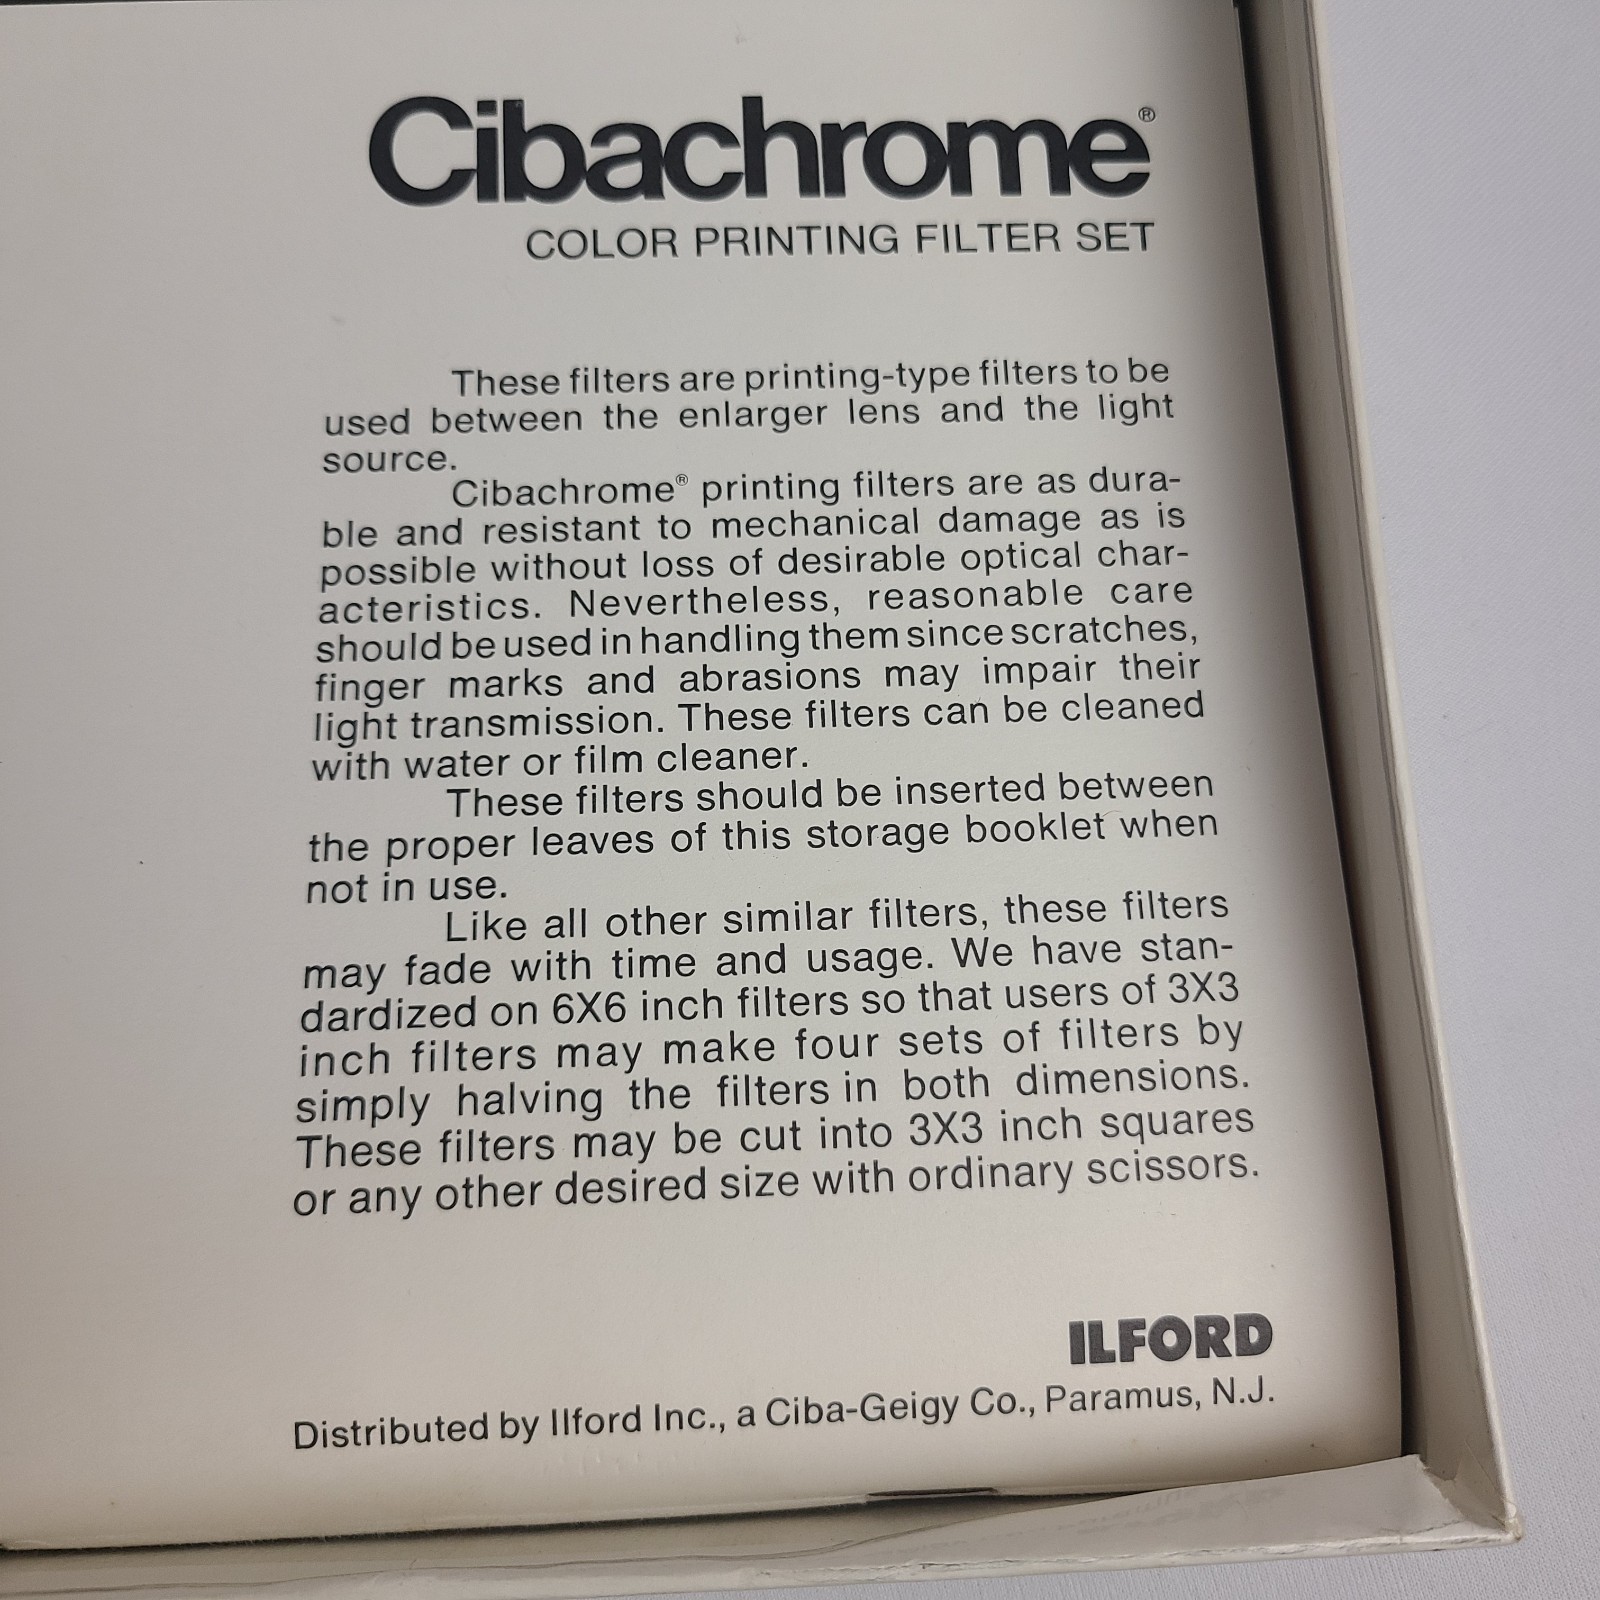 Cibachrome®
COLOR PRINTING FILTER SET
These filters are printing-type filters to be
used between the enlarger lens and the light
source.
Cibachrome® printing filters are as dura-
ble and resistant to mechanical damage as is
possible without loss of desirable optical char-
acteristics. Nevertheless, reasonable care
should be used in handling them since scratches,
finger marks and abrasions may impair their
light transmission. These filters can be cleaned
with water or film cleaner.
These filters should be inserted between
the proper leaves of this storage booklet when
not in use.
Like all other similar filters, these filters
may fade with time and usage. We have stan-
dardized on 6X6 inch filters so that users of 3X3
inch filters may make four sets of filters by
simply halving the filters in both dimensions.
These filters may be cut into 3X3 inch squares
or any other desired size with ordinary scissors.
ILFORD
Distributed by Ilford Inc., a Ciba-Geigy Co., Paramus, N.J.